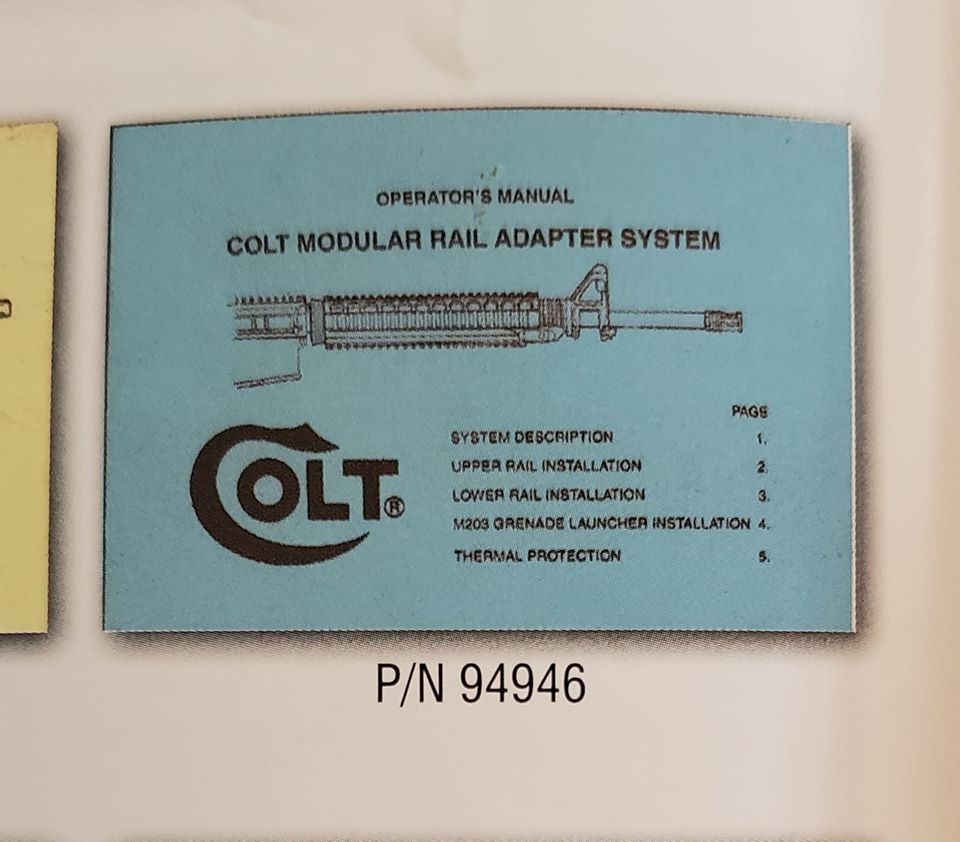 OPERATOR'S MANUAL
COLT MODULAR RAIL ADAPTER SYSTEM
PAGE
SYSTEM DESCRIPTION 1.
UPPER RAIL INSTALLATION 2.
LOWER RAIL INSTALLATION 3.
M203 GRENADE LAUNCHER INSTALLATION 4.
THERMAL PROTECTION 5.
COLT®
P/N 94946